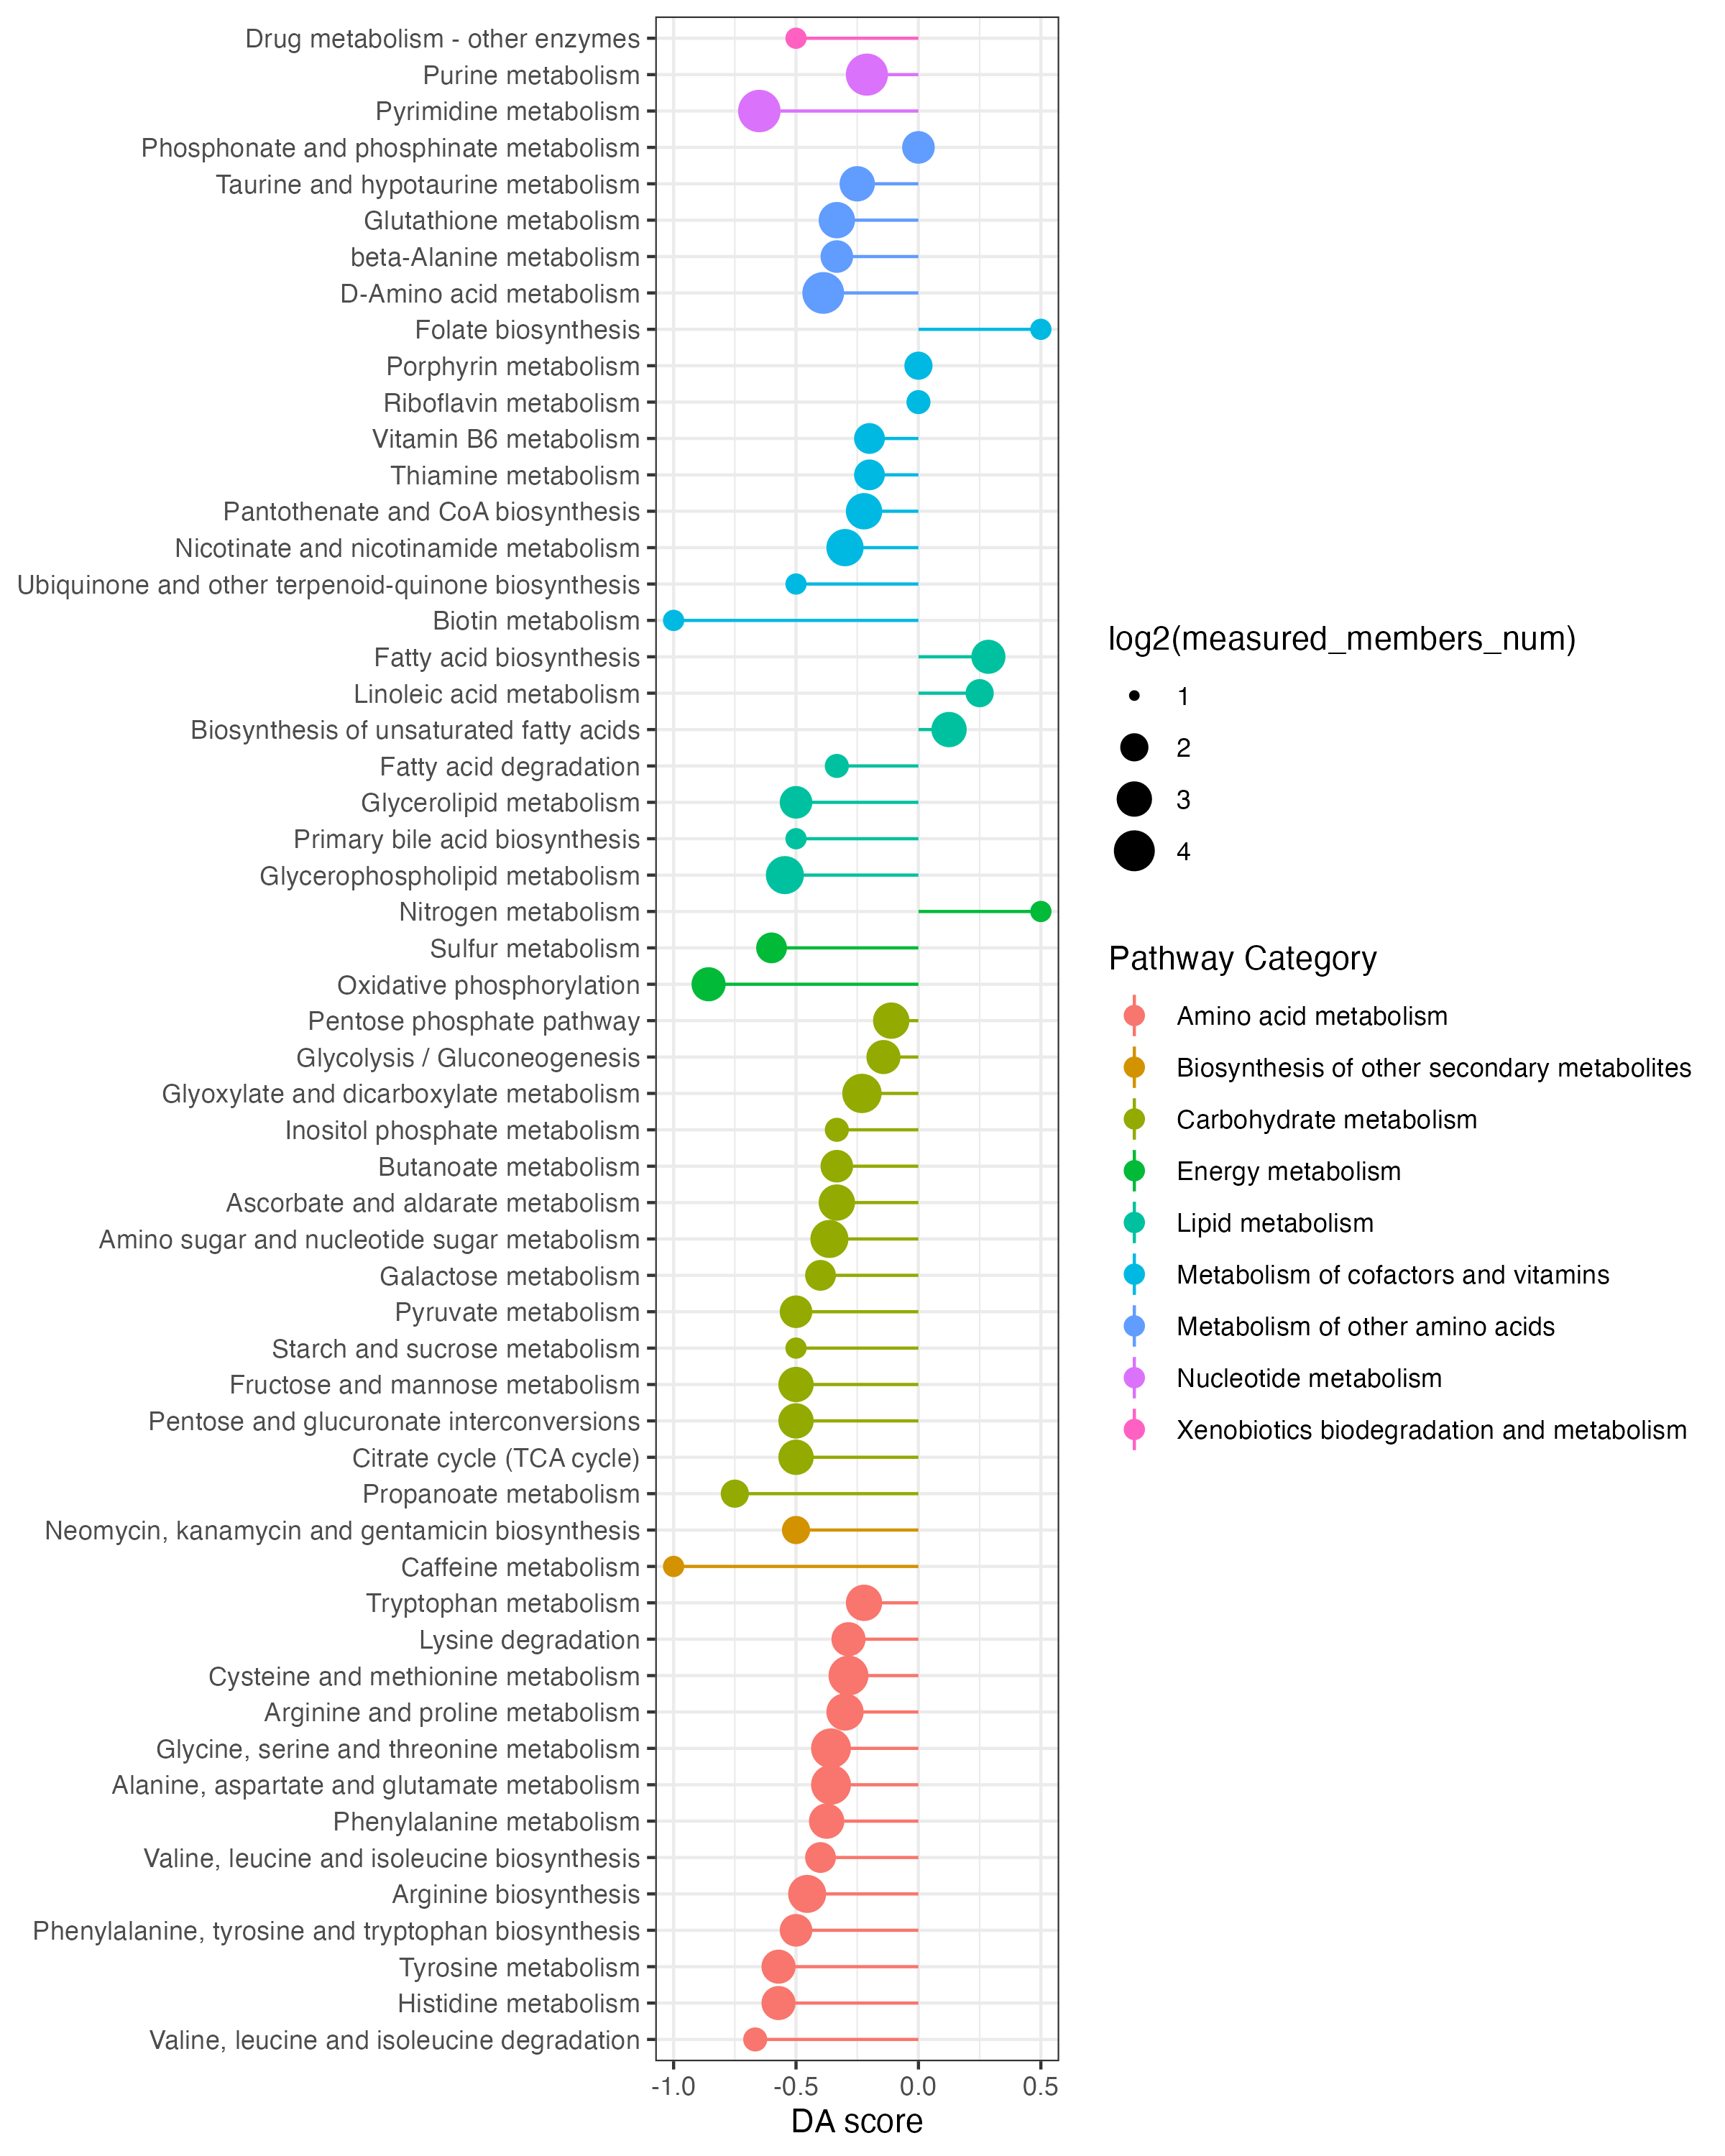 Drug metabolism - other enzymes
Purine metabolism
Pyrimidine metabolism
Phosphonate and phosphinate metabolism
Taurine and hypotaurine metabolism
Glutathione metabolism
beta-Alanine metabolism
D-Amino acid metabolism
Folate biosynthesis
Porphyrin metabolism
Riboflavin metabolism
Vitamin B6 metabolism
Thiamine metabolism
Pantothenate and CoA biosynthesis
Nicotinate and nicotinamide metabolism
Ubiquinone and other terpenoid-quinone biosynthesis
Biotin metabolism
Fatty acid biosynthesis
Linoleic acid metabolism
Biosynthesis of unsaturated fatty acids
Fatty acid degradation
Glycerolipid metabolism
Primary bile acid biosynthesis
Glycerophospholipid metabolism
Nitrogen metabolism
Sulfur metabolism
Oxidative phosphorylation
Pentose phosphate pathway
Glycolysis / Gluconeogenesis
Glyoxylate and dicarboxylate metabolism
Inositol phosphate metabolism
Butanoate metabolism
Ascorbate and aldarate metabolism
Amino sugar and nucleotide sugar metabolism
Galactose metabolism
Pyruvate metabolism
Starch and sucrose metabolism
Fructose and mannose metabolism
Pentose and glucuronate interconversions
Citrate cycle (TCA cycle)
Propanoate metabolism
Neomycin, kanamycin and gentamicin biosynthesis
Caffeine metabolism
Tryptophan metabolism
Lysine degradation
Cysteine and methionine metabolism
Arginine and proline metabolism
Glycine, serine and threonine metabolism
Alanine, aspartate and glutamate metabolism
Phenylalanine metabolism
Valine, leucine and isoleucine biosynthesis
Arginine biosynthesis
Phenylalanine, tyrosine and tryptophan biosynthesis
Tyrosine metabolism
Histidine metabolism
Valine, leucine and isoleucine degradation
-1.0 -0.5 0.0 0.5
DA score
log2(measured_members_num)
1
2
3
4
Pathway Category
Amino acid metabolism
Biosynthesis of other secondary metabolites
Carbohydrate metabolism
Energy metabolism
Lipid metabolism
Metabolism of cofactors and vitamins
Metabolism of other amino acids
Nucleotide metabolism
Xenobiotics biodegradation and metabolism